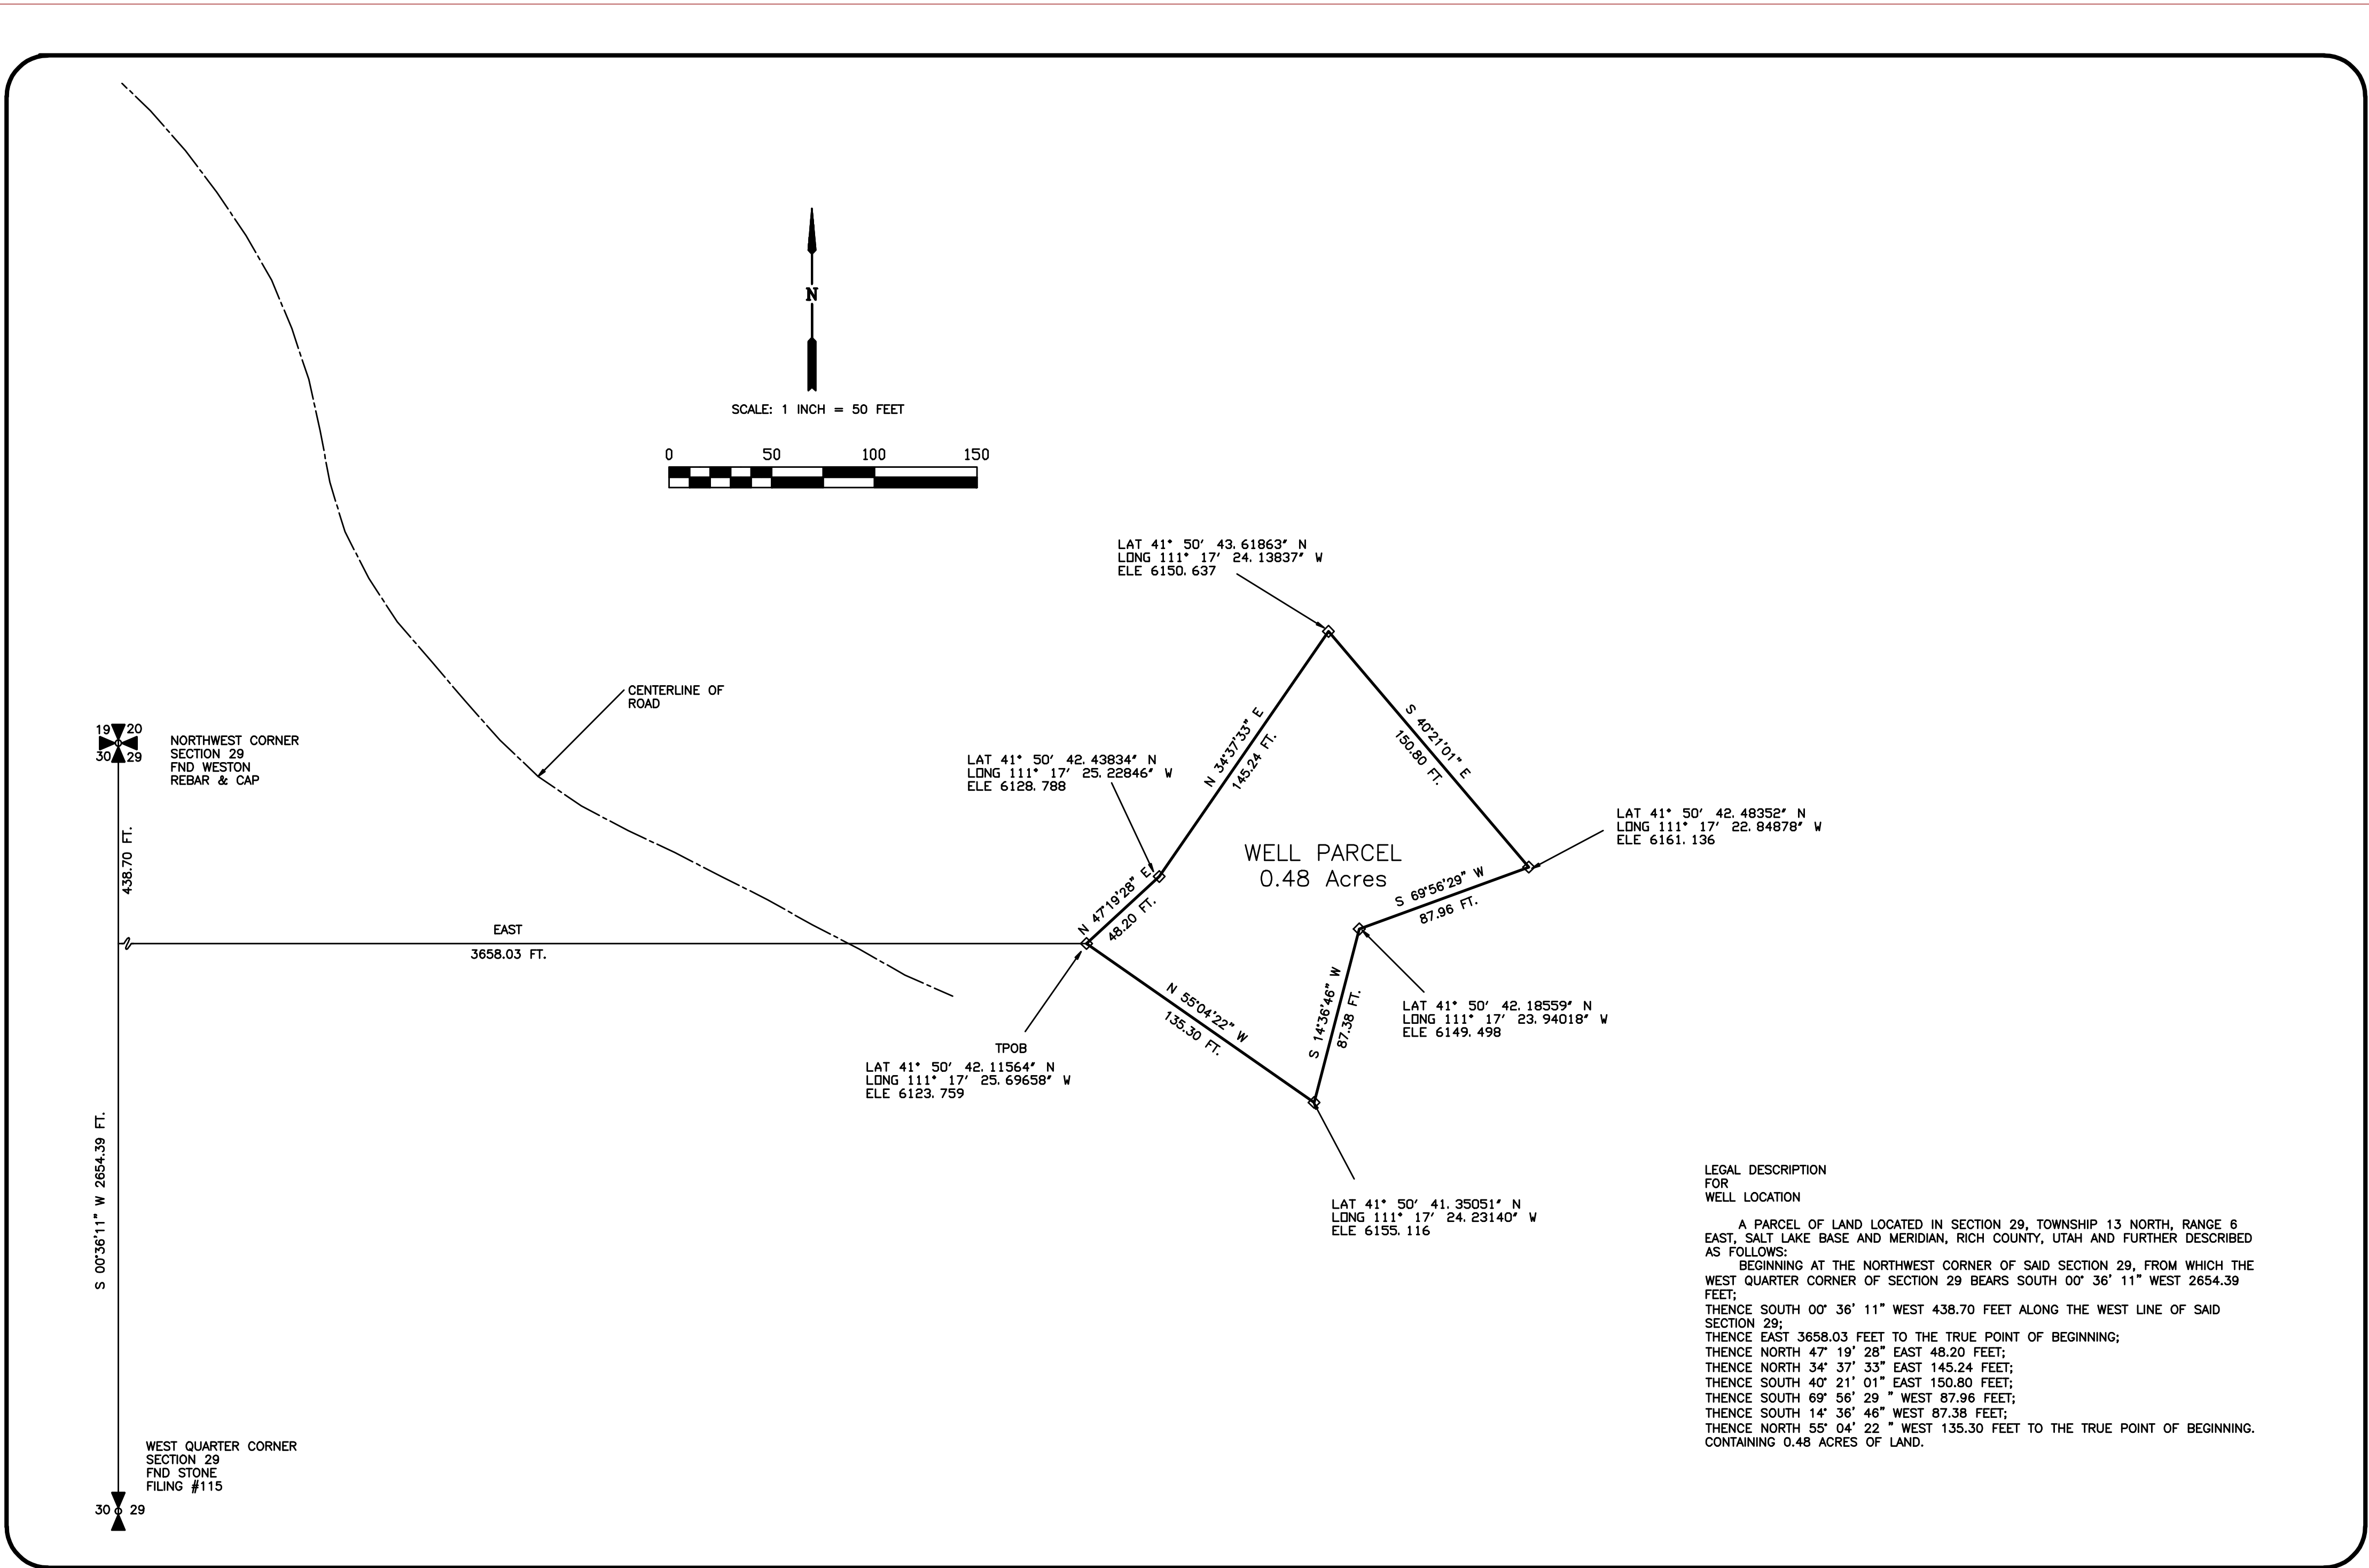 N
SCALE: 1 INCH = 50 FEET
0 50 100 150
LAT 41° 50' 43.61863" N
LONG 111° 17' 24.13837" W
ELE 6150.637
CENTERLINE OF
ROAD
19 20
30 29
NORTHWEST CORNER
SECTION 29
FND WESTON
REBAR & CAP
438.70 FT.
LAT 41° 50' 42.43834" N
LONG 111° 17' 25.22846" W
ELE 6128.788
N 34°37'33" E
145.24 FT.
S 40°21'01" E
150.80 FT.
LAT 41° 50' 42.48352" N
LONG 111° 17' 22.84878" W
ELE 6161.136
WELL PARCEL
0.48 Acres
N 47°19'28" E
48.20 FT.
S 69°56'29" W
87.96 FT.
EAST
3658.03 FT.
N 55°04'22" W
135.30 FT.
S 14°36'46" W
87.38 FT.
LAT 41° 50' 42.18559" N
LONG 111° 17' 23.94018" W
ELE 6149.498
TPOB
LAT 41° 50' 42.11564" N
LONG 111° 17' 25.69658" W
ELE 6123.759
S 00°36'11" W 2654.39 FT.
LAT 41° 50' 41.35051" N
LONG 111° 17' 24.23140" W
ELE 6155.116
WEST QUARTER CORNER
SECTION 29
FND STONE
FILING #115
30 29
LEGAL DESCRIPTION
FOR
WELL LOCATION
A PARCEL OF LAND LOCATED IN SECTION 29, TOWNSHIP 13 NORTH, RANGE 6
EAST, SALT LAKE BASE AND MERIDIAN, RICH COUNTY, UTAH AND FURTHER DESCRIBED
AS FOLLOWS:
BEGINNING AT THE NORTHWEST CORNER OF SAID SECTION 29, FROM WHICH THE
WEST QUARTER CORNER OF SECTION 29 BEARS SOUTH 00° 36' 11" WEST 2654.39
FEET;
THENCE SOUTH 00° 36' 11" WEST 438.70 FEET ALONG THE WEST LINE OF SAID
SECTION 29;
THENCE EAST 3658.03 FEET TO THE TRUE POINT OF BEGINNING;
THENCE NORTH 47° 19' 28" EAST 48.20 FEET;
THENCE NORTH 34° 37' 33" EAST 145.24 FEET;
THENCE SOUTH 40° 21' 01" EAST 150.80 FEET;
THENCE SOUTH 69° 56' 29 " WEST 87.96 FEET;
THENCE SOUTH 14° 36' 46" WEST 87.38 FEET;
THENCE NORTH 55° 04' 22 " WEST 135.30 FEET TO THE TRUE POINT OF BEGINNING.
CONTAINING 0.48 ACRES OF LAND.